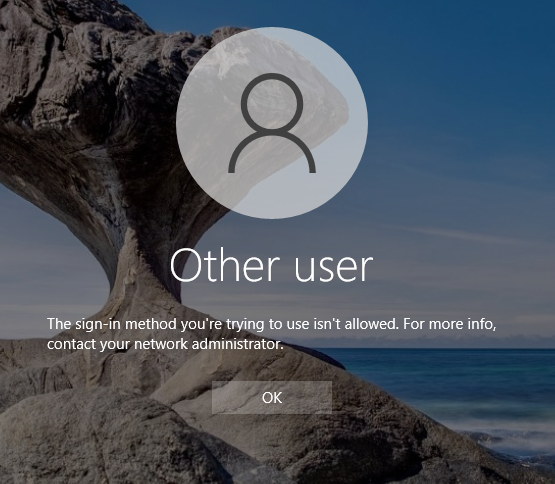 Other user
The sign-in method you're trying to use isn't allowed. For more info,
contact your network administrator.
OK